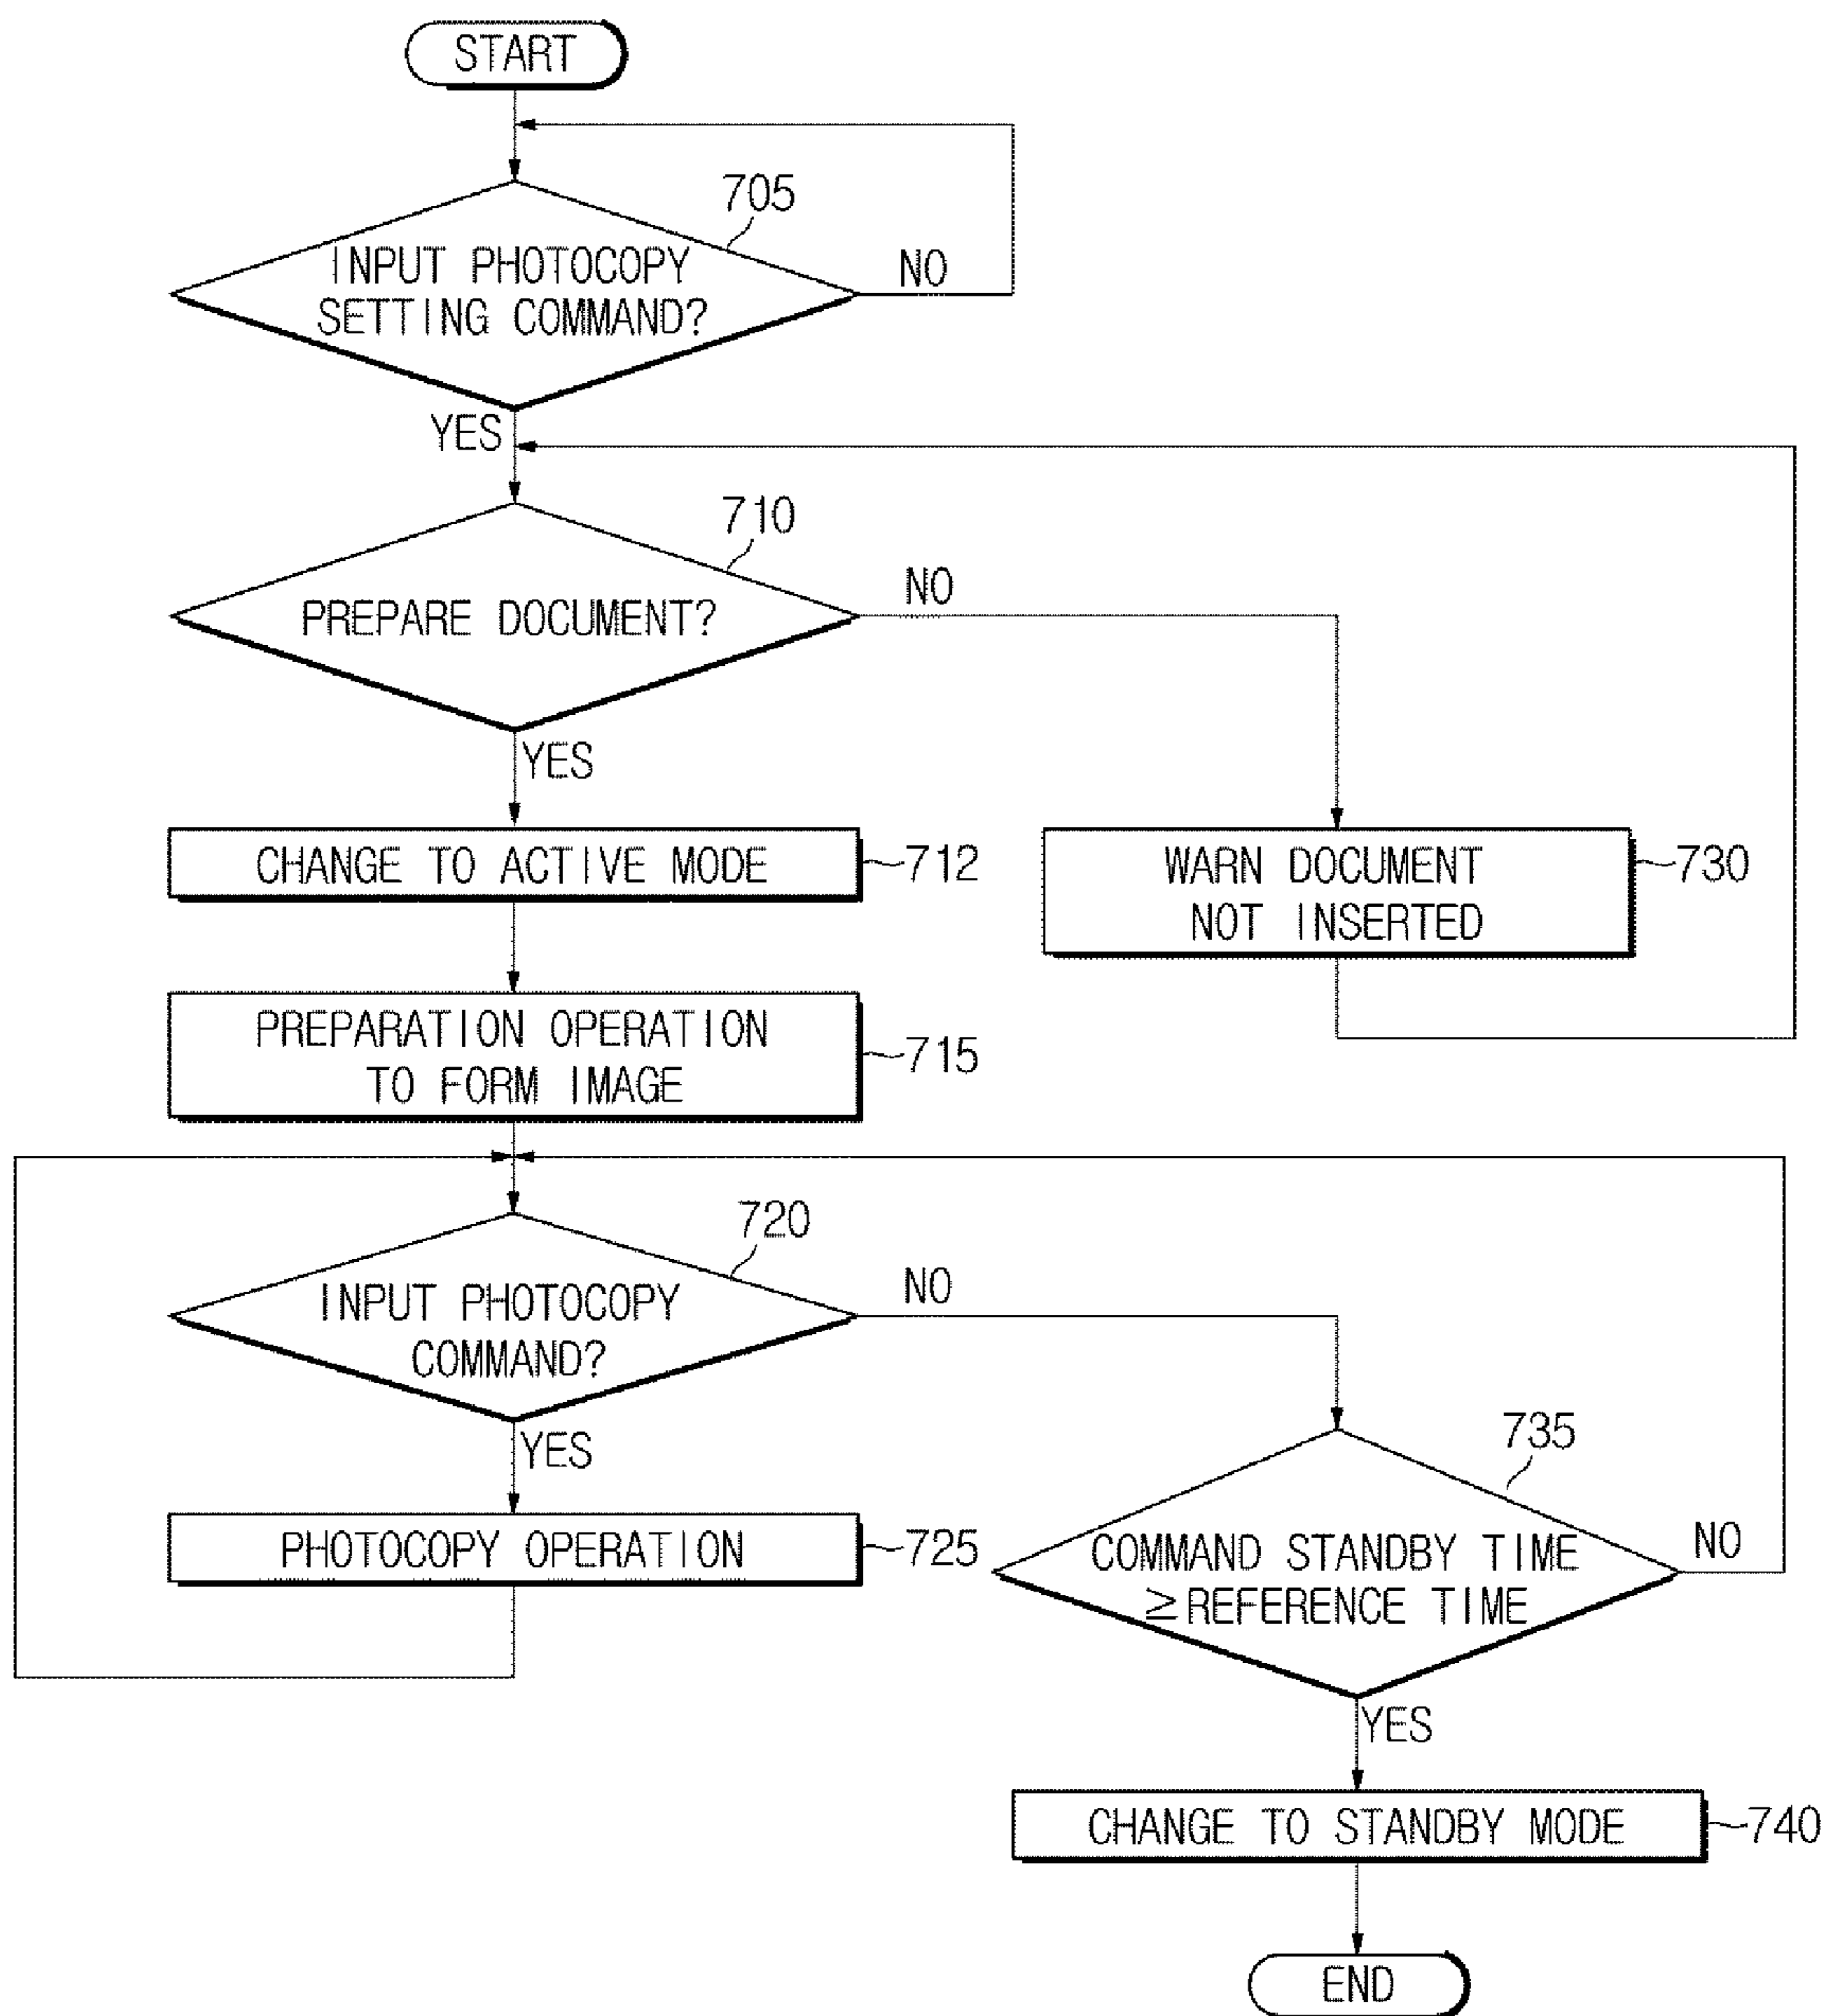 START
705
INPUT PHOTOCOPY
SETTING COMMAND?
NO
YES
710
PREPARE DOCUMENT?
NO
YES
CHANGE TO ACTIVE MODE
712
WARN DOCUMENT
NOT INSERTED
730
PREPARATION OPERATION
TO FORM IMAGE
715
720
INPUT PHOTOCOPY
COMMAND?
NO
YES
PHOTOCOPY OPERATION
725
735
COMMAND STANDBY TIME
≥REFERENCE TIME
NO
YES
CHANGE TO STANDBY MODE
740
END